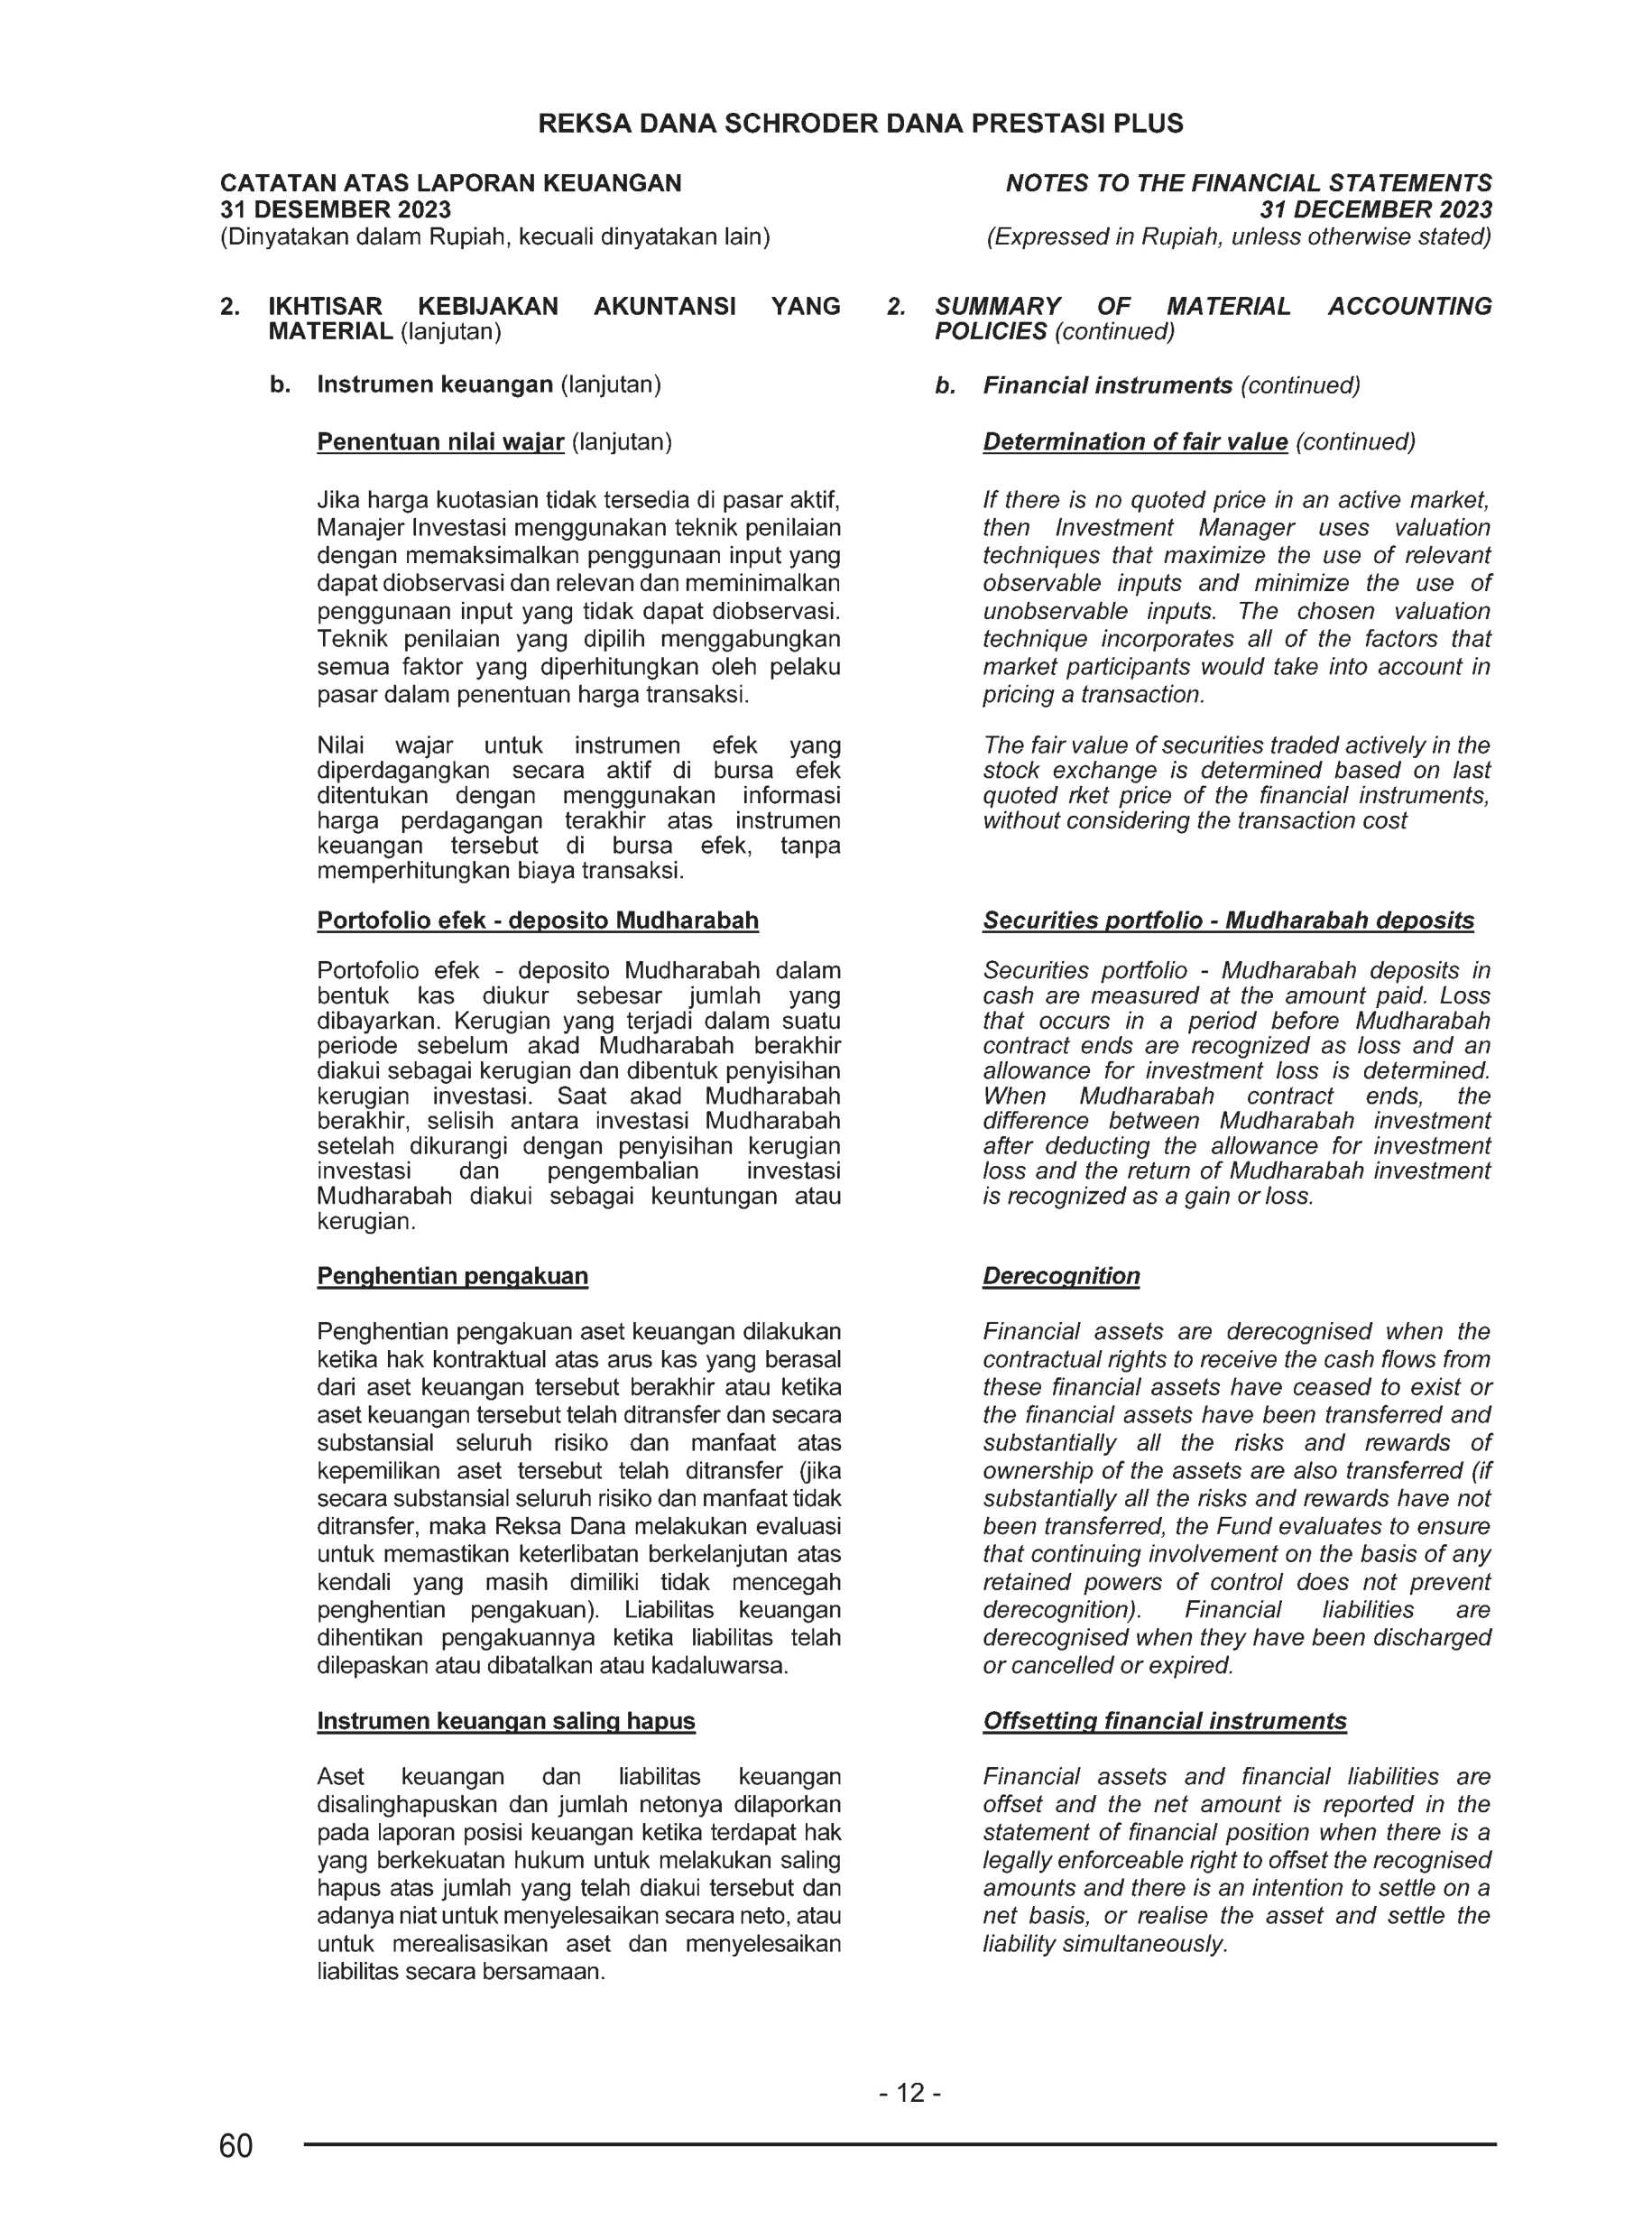 REKSA DANA SCHRODER DANA PRESTASI PLUS
CATATAN ATAS LAPORAN KEUANGAN
31 DESEMBER 2023
(Dinyatakan dalam Rupiah, kecuali dinyatakan lain)
NOTES TO THE FINANCIAL STATEMENTS
31 DECEMBER 2023
(Expressed in Rupiah, unless otherwise stated)
2. IKHTISAR KEBIJAKAN AKUNTANSI YANG
MATERIAL (lanjutan)
b. Instrumen keuangan (lanjutan)
Penentuan nilai wajar (lanjutan)
Jika harga kuotasian tidak tersedia di pasar aktif,
Manajer Investasi menggunakan teknik penilaian
dengan memaksimalkan penggunaan input yang
dapat diobservasi dan relevan dan meminimalkan
penggunaan input yang tidak dapat diobservasi.
Teknik penilaian yang dipilih menggabungkan
semua faktor yang diperhitungkan oleh pelaku
pasar dalam penentuan harga transaksi.
Nilai wajar untuk instrumen efek yang
diperdagangkan secara aktif di bursa efek
ditentukan dengan menggunakan informasi
harga perdagangan terakhir atas instrumen
keuangan tersebut di bursa efek, tanpa
memperhitungkan biaya transaksi.
Portofolio efek - deposito Mudharabah
Portofolio efek - deposito Mudharabah dalam
bentuk kas diukur sebesar jumlah yang
dibayarkan. Kerugian yang terjadi dalam suatu
periode sebelum akad Mudharabah berakhir
diakui sebagai kerugian dan dibentuk penyisihan
kerugian investasi. Saat akad Mudharabah
berakhir, selisih antara investasi Mudharabah
setelah dikurangi dengan penyisihan kerugian
investasi dan pengembalian investasi
Mudharabah diakui sebagai keuntungan atau
kerugian.
Penghentian pengakuan
Penghentian pengakuan aset keuangan dilakukan
ketika hak kontraktual atas arus kas yang berasal
dari aset keuangan tersebut berakhir atau ketika
aset keuangan tersebut telah ditransfer dan secara
substansial seluruh risiko dan manfaat atas
kepemilikan aset tersebut telah ditransfer (jika
secara substansial seluruh risiko dan manfaat tidak
ditransfer, maka Reksa Dana melakukan evaluasi
untuk memastikan keterlibatan berkelanjutan atas
kendali yang masih dimiliki tidak mencegah
penghentian pengakuan). Liabilitas keuangan
dihentikan pengakuannya ketika liabilitas telah
dilepaskan atau dibatalkan atau kadaluwarsa.
Instrumen keuangan saling hapus
Aset keuangan dan liabilitas keuangan
disalinghapuskan dan jumlah netonya dilaporkan
pada laporan posisi keuangan ketika terdapat hak
yang berkekuatan hukum untuk melakukan saling
hapus atas jumlah yang telah diakui tersebut dan
adanya niat untuk menyelesaikan secara neto, atau
untuk merealisasikan aset dan menyelesaikan
liabilitas secara bersamaan.
2. SUMMARY OF MATERIAL ACCOUNTING
POLICIES (continued)
b. Financial instruments (continued)
Determination of fair value (continued)
If there is no quoted price in an active market,
then Investment Manager uses valuation
techniques that maximize the use of relevant
observable inputs and minimize the use of
unobservable inputs. The chosen valuation
technique incorporates all of the factors that
market participants would take into account in
pricing a transaction.
The fair value of securities traded actively in the
stock exchange is determined based on last
quoted rket price of the financial instruments,
without considering the transaction cost
Securities portfolio - Mudharabah deposits
Securities portfolio - Mudharabah deposits in
cash are measured at the amount paid. Loss
that occurs in a period before Mudharabah
contract ends are recognized as loss and an
allowance for investment loss is determined.
When Mudharabah contract ends, the
difference between Mudharabah investment
after deducting the allowance for investment
loss and the return of Mudharabah investment
is recognized as a gain or loss.
Derecognition
Financial assets are derecognised when the
contractual rights to receive the cash flows from
these financial assets have ceased to exist or
the financial assets have been transferred and
substantially all the risks and rewards of
ownership of the assets are also transferred (if
substantially all the risks and rewards have not
been transferred, the Fund evaluates to ensure
that continuing involvement on the basis of any
retained powers of control does not prevent
derecognition). Financial liabilities are
derecognised when they have been discharged
or cancelled or expired.
Offsetting financial instruments
Financial assets and financial liabilities are
offset and the net amount is reported in the
statement of financial position when there is a
legally enforceable right to offset the recognised
amounts and there is an intention to settle on a
net basis, or realise the asset and settle the
liability simultaneously.
- 12 -
60